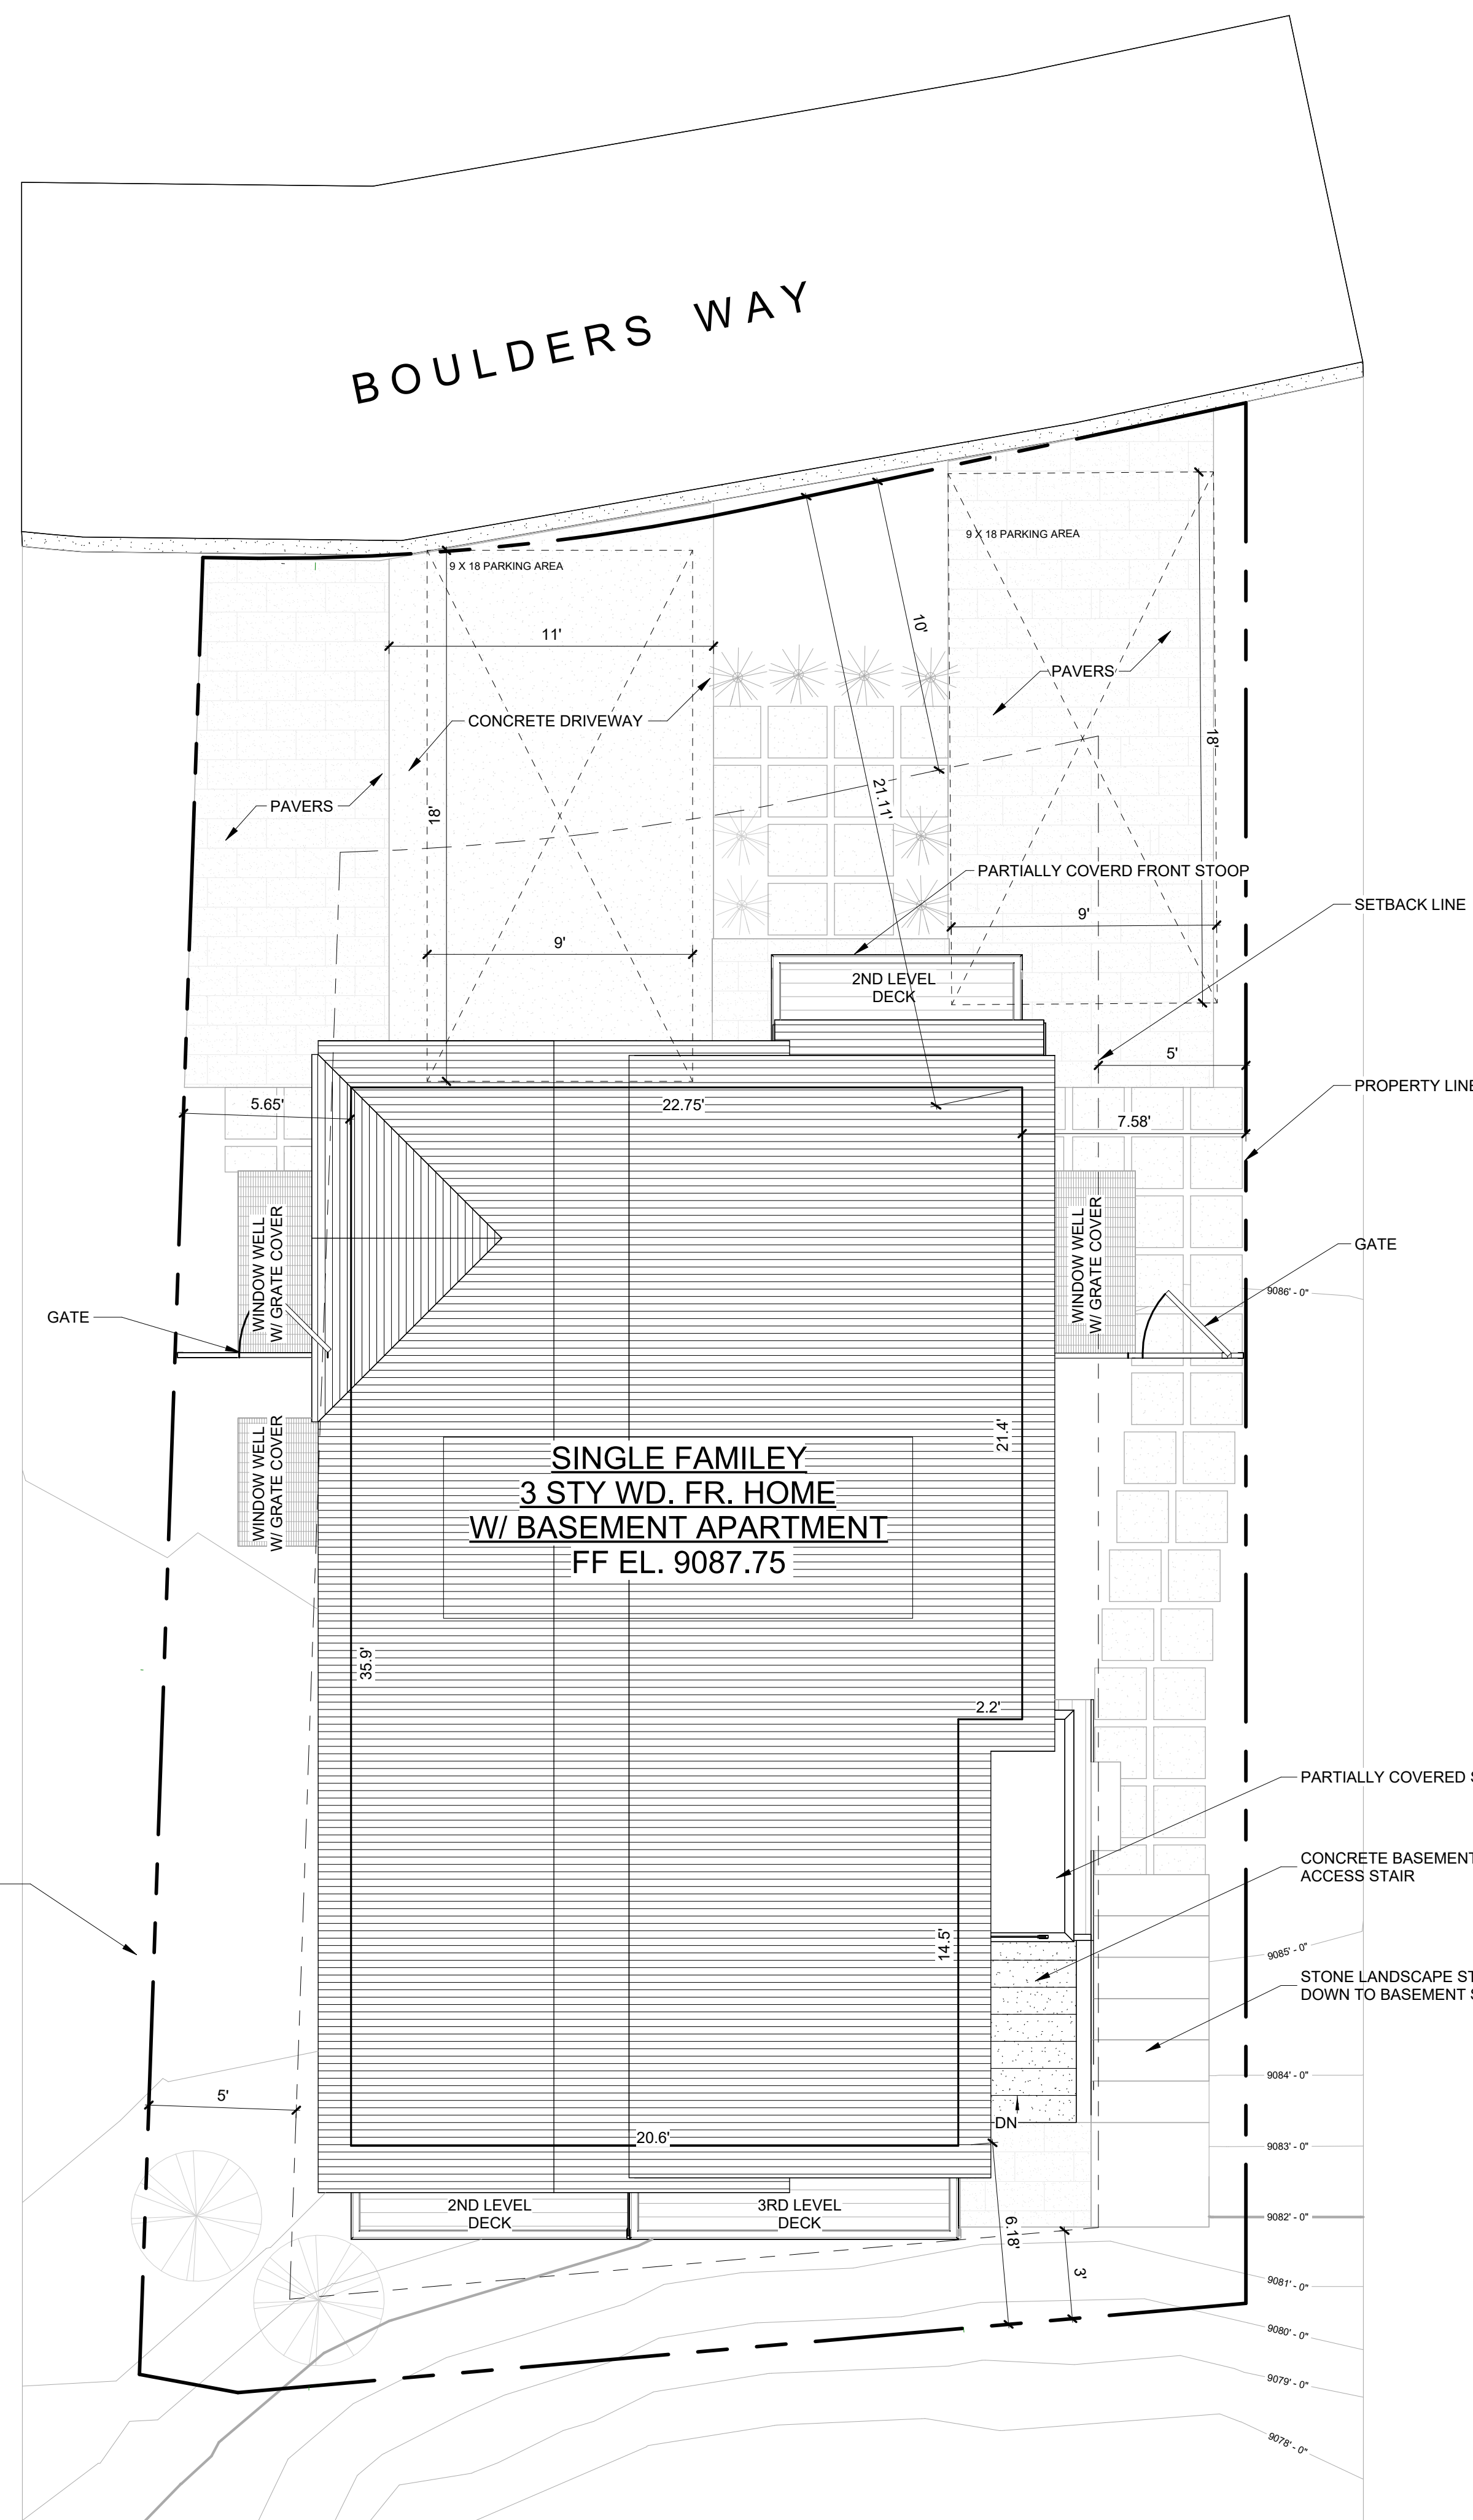 BOULDERS WAY
9 X 18 PARKING AREA
9 X 18 PARKING AREA
11'
10'
PAVERS
CONCRETE DRIVEWAY
18'
21.11'
PAVERS
18'
PARTIALLY COVERD FRONT STOOP
SETBACK LINE
9'
9'
2ND LEVEL
DECK
5'
PROPERTY LINE
5.65'
22.75'
7.58'
WINDOW WELL
W/ GRATE COVER
WINDOW WELL
W/ GRATE COVER
GATE
9086' - 0"
GATE
WINDOW WELL
W/ GRATE COVER
21.4'
SINGLE FAMILEY
3 STY WD. FR. HOME
W/ BASEMENT APARTMENT
FF EL. 9087.75
35.9'
2.2'
PARTIALLY COVERED
CONCRETE BASEMENT
ACCESS STAIR
14.5'
9085' - 0"
STONE LANDSCAPE
DOWN TO BASEMENT
9084' - 0"
5'
DN
20.6'
9083' - 0"
2ND LEVEL
DECK
3RD LEVEL
DECK
6.18'
9082' - 0"
3'
9081' - 0"
9080' - 0"
9079' - 0"
9078' - 0"